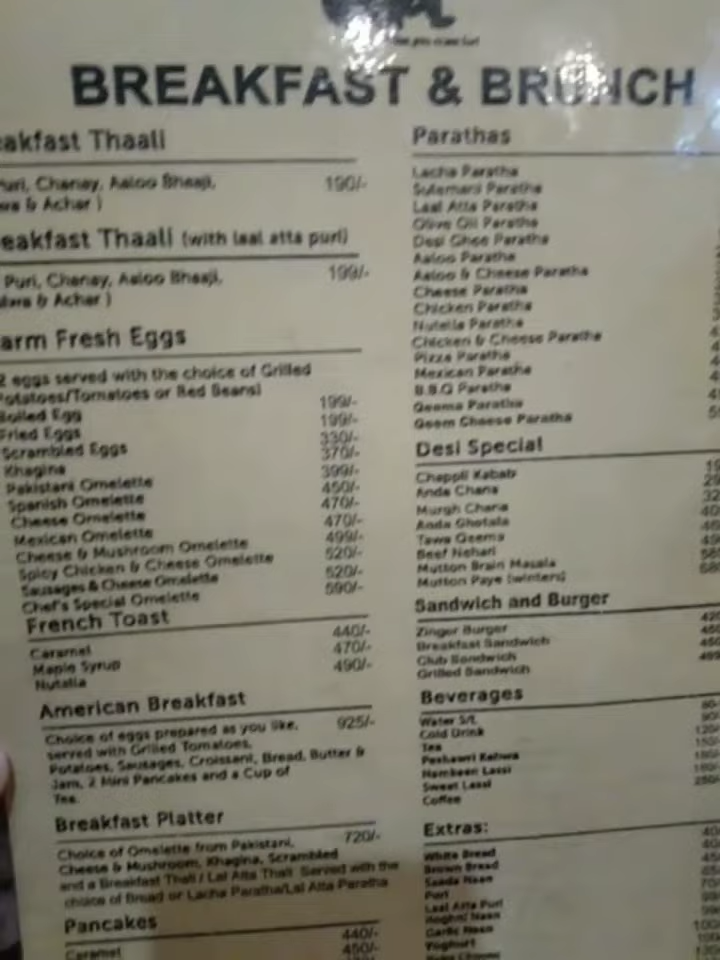 BREAKFAST & BRUNCH
eakfast Thaali
Puri, Chanay, Aaloo Bhaaji, 190/-
& Achar )
eakfast Thaali (with laal atta puri)
Puri, Chanay, Aaloo Bhaaji, 199/-
& Achar )
arm Fresh Eggs
2 eggs served with the choice of Grilled
Potatoes/Tomatoes or Red Beans)
Boiled Egg 199/-
Fried Eggs 199/-
Scrambled Eggs 330/-
Khagina 370/-
Pakistani Omelette 399/-
Spanish Omelette 450/-
Cheese Omelette 470/-
Mexican Omelette 470/-
Cheese & Mushroom Omelette 499/-
Spicy Chicken & Cheese Omelette 520/-
Sausages & Cheese Omelette 520/-
Chef's Special Omelette 590/-
French Toast
Caramel 440/-
Maple Syrup 470/-
Nutella 490/-
American Breakfast
Choice of eggs prepared as you like, 925/-
served with Grilled Tomatoes,
Potatoes, Sausages, Croissant, Bread, Butter &
Jam, 2 Mini Pancakes and a Cup of
Tea.
Breakfast Platter
Choice of Omelette from Pakistani, 720/-
Cheese & Mushroom, Khagina, Scrambled
and a Breakfast Thali / Lal Atta Thali Served with the
choice of Bread or Lacha Paratha/Lal Atta Paratha
Pancakes
Caramel 440/-
450/-
Parathas
Lacha Paratha
Sulemani Paratha
Laal Atta Paratha
Olive Oil Paratha
Desi Ghee Paratha
Aaloo Paratha
Aaloo & Cheese Paratha
Cheese Paratha
Chicken Paratha
Nutella Paratha
Chicken & Cheese Paratha
Pizza Paratha
Mexican Paratha
B.B.Q Paratha
Qeema Paratha
Qeem Cheese Paratha
Desi Special
Chappli Kabab
Anda Chana
Murgh Chana
Anda Ghotala
Tawa Qeema
Beef Nehari
Mutton Brain Masala
Mutton Paye (winters)
Sandwich and Burger
Zinger Burger
Breakfast Sandwich
Club Sandwich
Grilled Sandwich
Beverages
Water S/L
Cold Drink
Tea
Peshawri Kahwa
Namkeen Lassi
Sweet Lassi
Coffee
Extras:
White Bread
Brown Bread
Saada Naan
Puri
Laal Atta Puri
Roghni Naan
Garlic Naan
Yoghurt